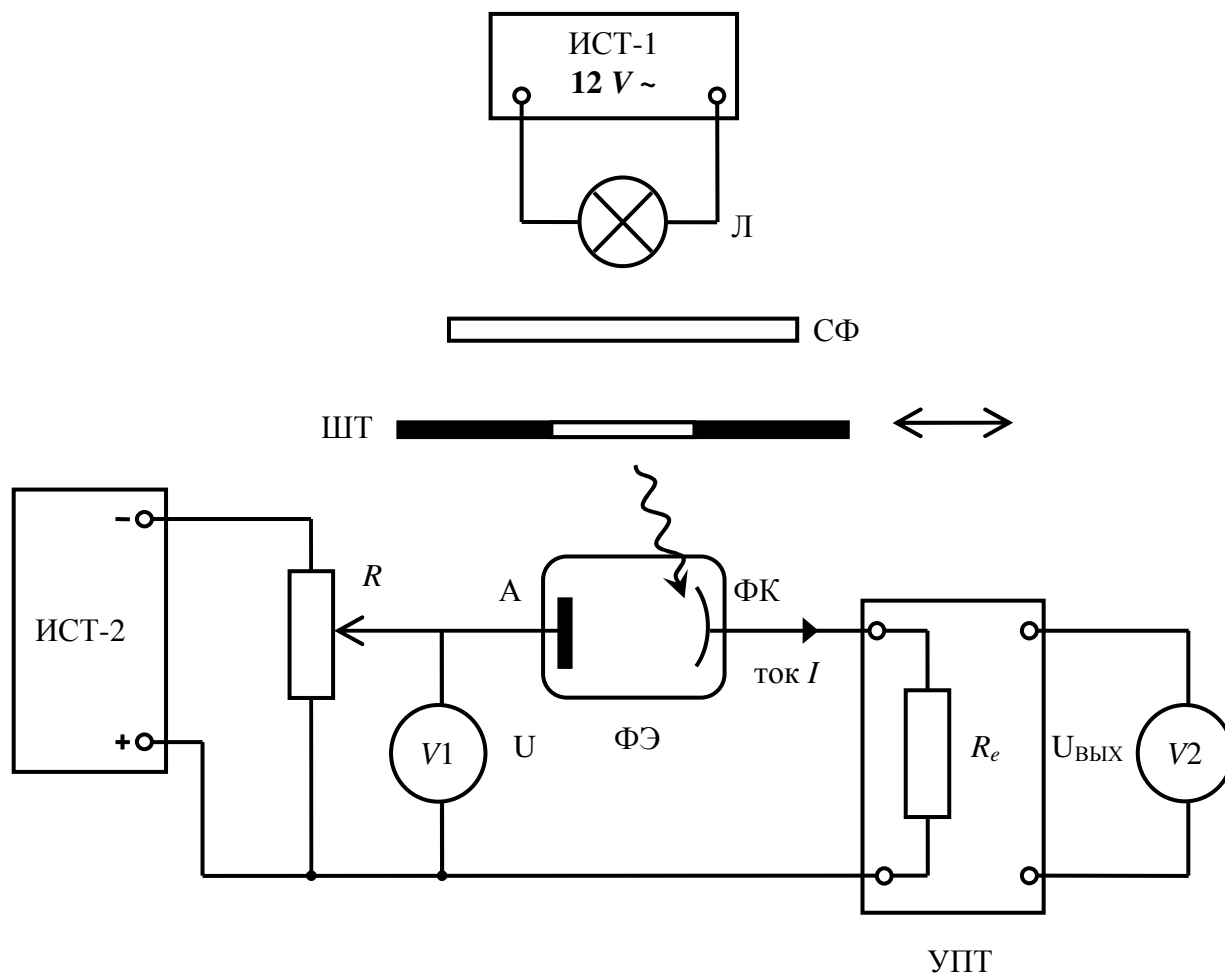 ИСТ-1
12 V ~
Л
СФ
ШТ
ИСТ-2
–
+
R
А
ФК
ток I
V1
U
ФЭ
Rₑ
Uвых
V2
УПТ